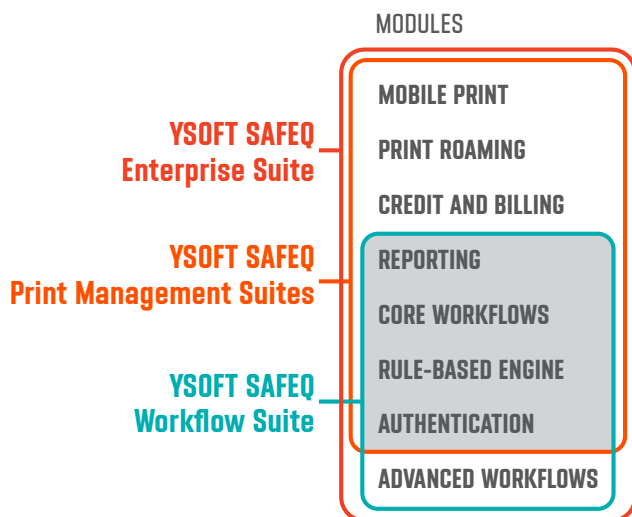 MODULES
YSOFT SAFEQ
Enterprise Suite
YSOFT SAFEQ
Print Management Suites
YSOFT SAFEQ
Workflow Suite
MOBILE PRINT
PRINT ROAMING
CREDIT AND BILLING
REPORTING
CORE WORKFLOWS
RULE-BASED ENGINE
AUTHENTICATION
ADVANCED WORKFLOWS